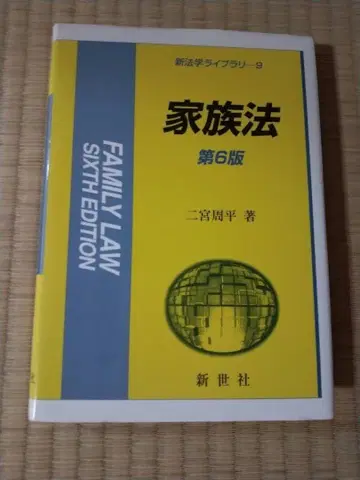 新法学ライブラリ-9
家族法
第6版
二宮周平 著
新世社
FAMILY LAW
SIXTH EDITION